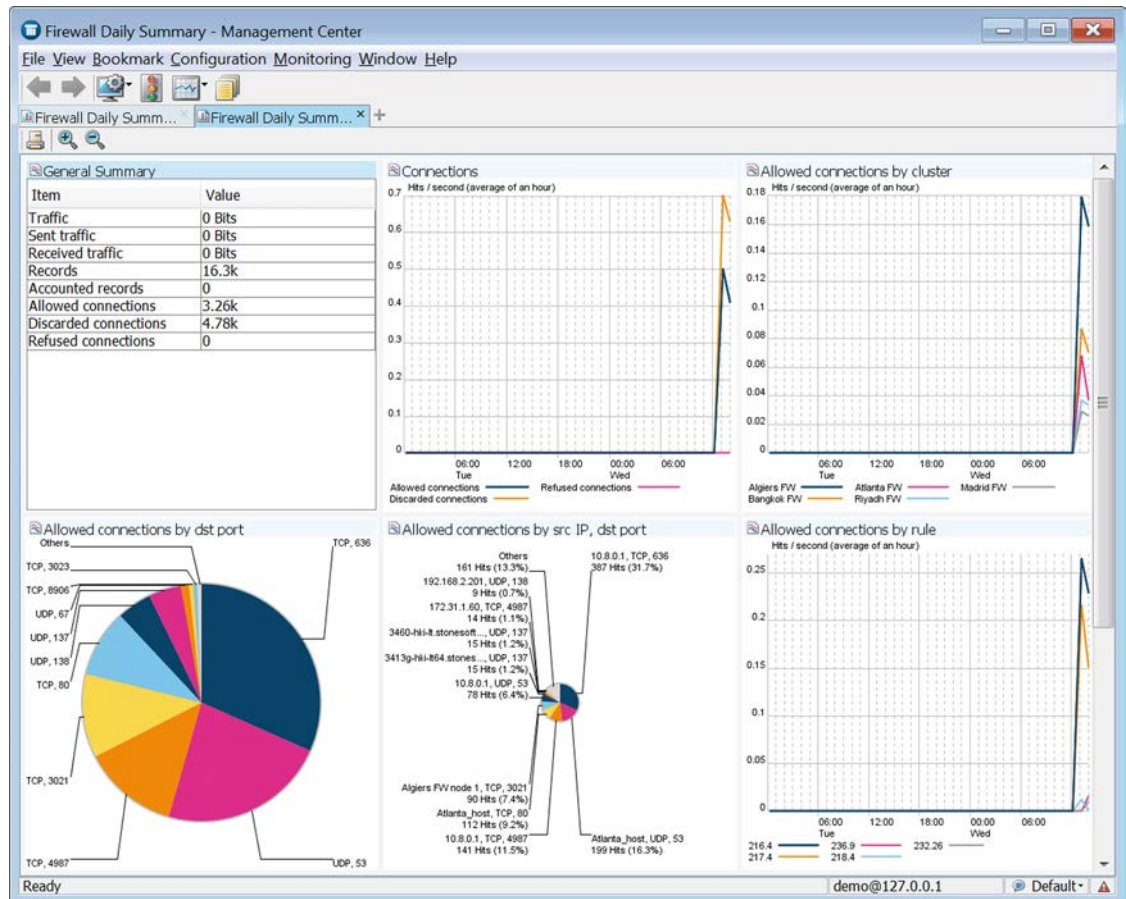 Firewall Daily Summary - Management Center
File View Bookmark Configuration Monitoring Window Help
Firewall Daily Summ... × Firewall Daily Summ... × +
General Summary
Item Value
Traffic 0 Bits
Sent traffic 0 Bits
Received traffic 0 Bits
Records 16.3k
Accounted records 0
Allowed connections 3.26k
Discarded connections 4.78k
Refused connections 0
Connections
Hits / second (average of an hour)
0.7
0.6
0.5
0.4
0.3
0.2
0.1
0
06:00 12:00 18:00 00:00 06:00
Tue Wed
Allowed connections Refused connections
Discarded connections
Allowed connections by cluster
Hits / second (average of an hour)
0.18
0.16
0.14
0.12
0.1
0.08
0.06
0.04
0.02
0
06:00 12:00 18:00 00:00 06:00
Tue Wed
Algiers FW Atlanta FW Madrid FW
Bangkok FW Riyadh FW
Allowed connections by dst port
Others
TCP, 636
TCP, 3023
TCP, 8906
UDP, 67
UDP, 137
UDP, 138
TCP, 80
TCP, 3021
TCP, 4987
UDP, 53
Allowed connections by src IP, dst port
Others
161 Hits (13.3%)
10.8.0.1, TCP, 636
387 Hits (31.7%)
192.168.2.201, UDP, 138
9 Hits (0.7%)
172.31.1.60, TCP, 4987
14 Hits (1.1%)
3460-hki-lt.stonesoft..., UDP, 137
15 Hits (1.2%)
3413g-hki-lt64.stones..., UDP, 137
15 Hits (1.2%)
10.8.0.1, UDP, 53
78 Hits (6.4%)
Algiers FW node 1, TCP, 3021
90 Hits (7.4%)
Atlanta_host, TCP, 80
112 Hits (9.2%)
10.8.0.1, TCP, 4987
141 Hits (11.5%)
Atlanta_host, UDP, 53
199 Hits (16.3%)
Allowed connections by rule
Hits / second (average of an hour)
0.25
0.2
0.15
0.1
0.05
0
06:00 12:00 18:00 00:00 06:00
Tue Wed
216.4 236.9 232.26
217.4 218.4
Ready demo@127.0.0.1 Default